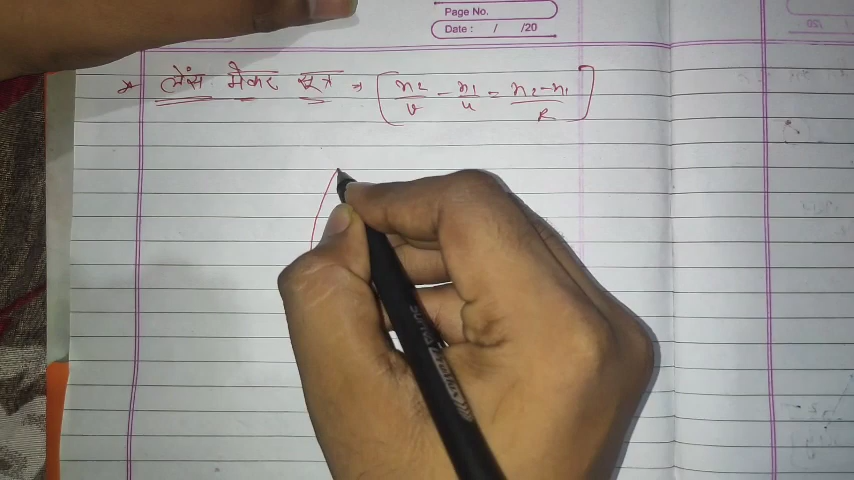 Page No.
Date : / /20
* लेंस मेकर सूत्र ⇒ [n2/v - n1/u = n2-n1/R]